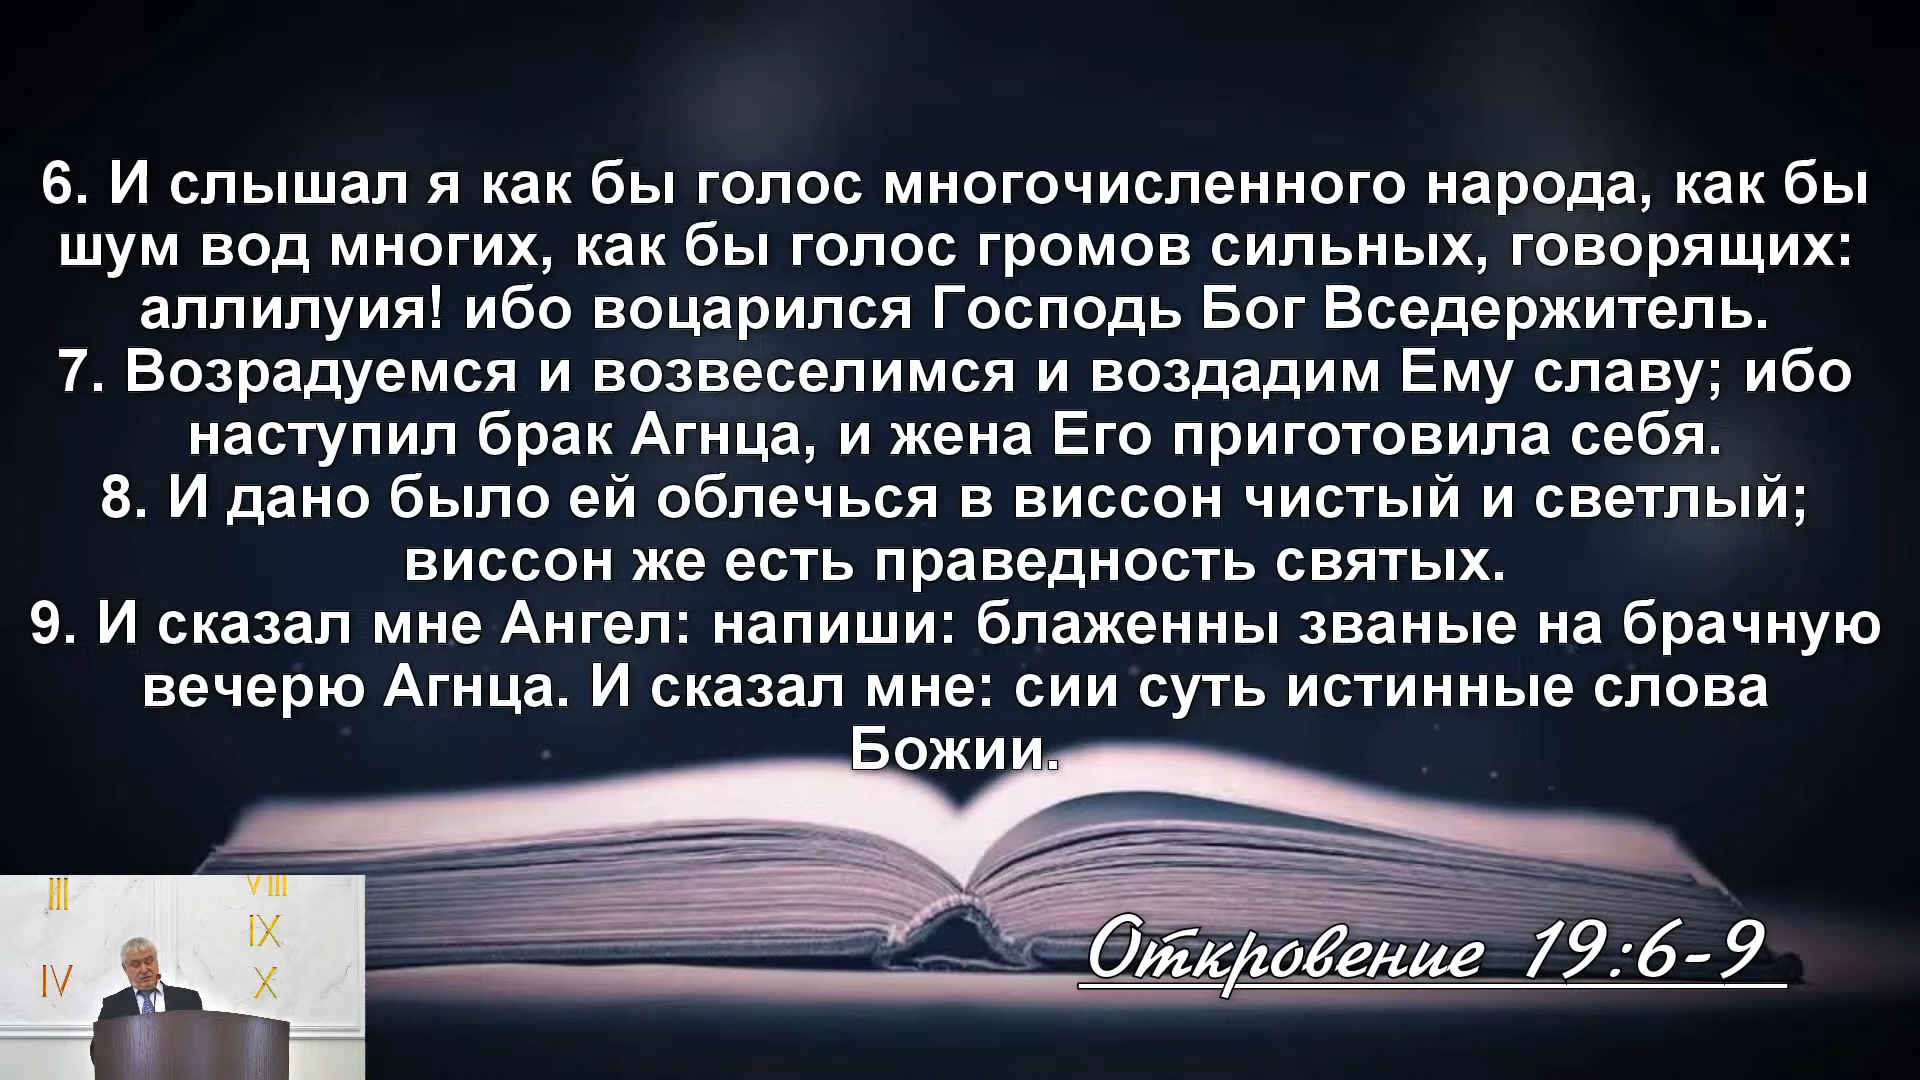 6. И слышал я как бы голос многочисленного народа, как бы
шум вод многих, как бы голос громов сильных, говорящих:
аллилуия! ибо воцарился Господь Бог Вседержитель.
7. Возрадуемся и возвеселимся и воздадим Ему славу; ибо
наступил брак Агнца, и жена Его приготовила себя.
8. И дано было ей облечься в виссон чистый и светлый;
виссон же есть праведность святых.
9. И сказал мне Ангел: напиши: блаженны званые на брачную
вечерю Агнца. И сказал мне: сии суть истинные слова
Божии.
Откровение 19:6-9
III VIII
IX
IV X